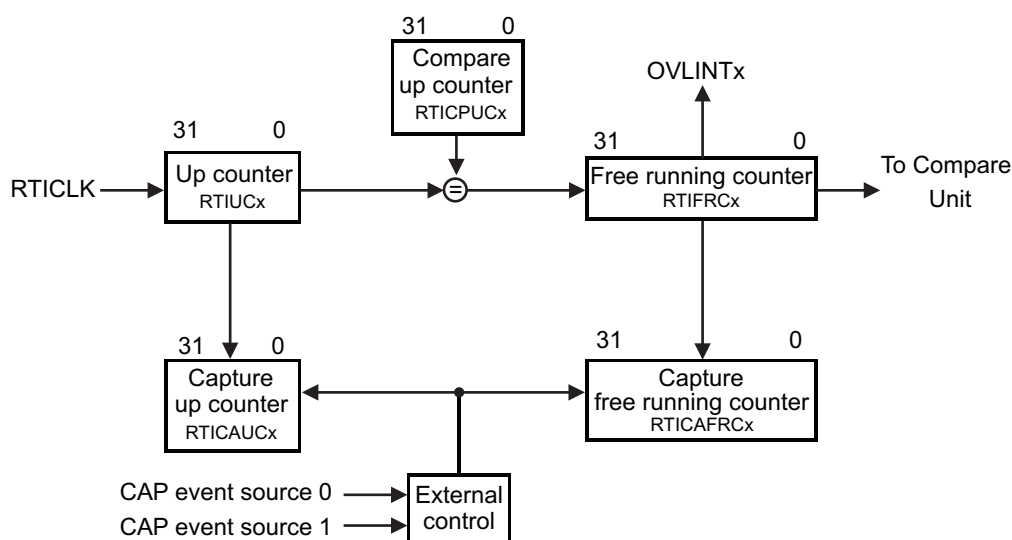 31 0
Compare
up counter
RTICPUCx
OVLINTx
31 0
Up counter
RTIUCx
RTICLK
=
31 0
Free running counter
RTIFRCx
To Compare
Unit
31 0
Capture
up counter
RTICAUCx
31 0
Capture
free running counter
RTICAFRCx
CAP event source 0
CAP event source 1
External
control